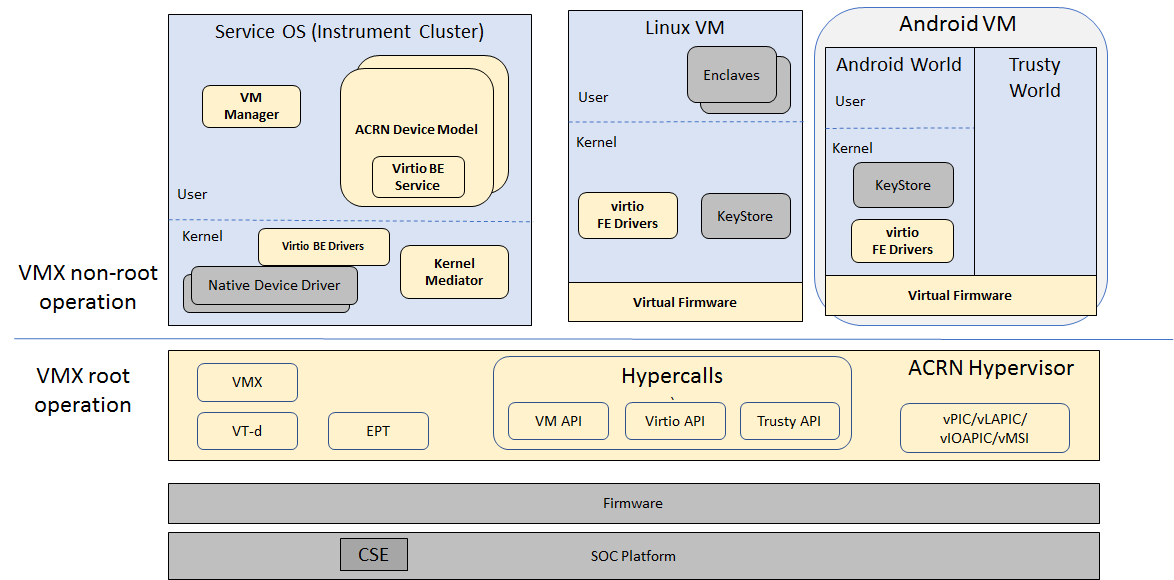 Service OS (Instrument Cluster)
VM
Manager
ACRN Device Model
Virtio BE
Service
User
Kernel
Virtio BE Drivers
Native Device Driver
Kernel
Mediator
Linux VM
Enclaves
User
Kernel
virtio
FE Drivers
KeyStore
Virtual Firmware
Android VM
Android World
User
Kernel
KeyStore
virtio
FE Drivers
Trusty
World
Virtual Firmware
VMX non-root
operation
VMX root
operation
VMX
VT-d
EPT
Hypercalls
VM API
Virtio API
Trusty API
ACRN Hypervisor
vPIC/vLAPIC/
vIOAPIC/vMSI
Firmware
CSE
SOC Platform